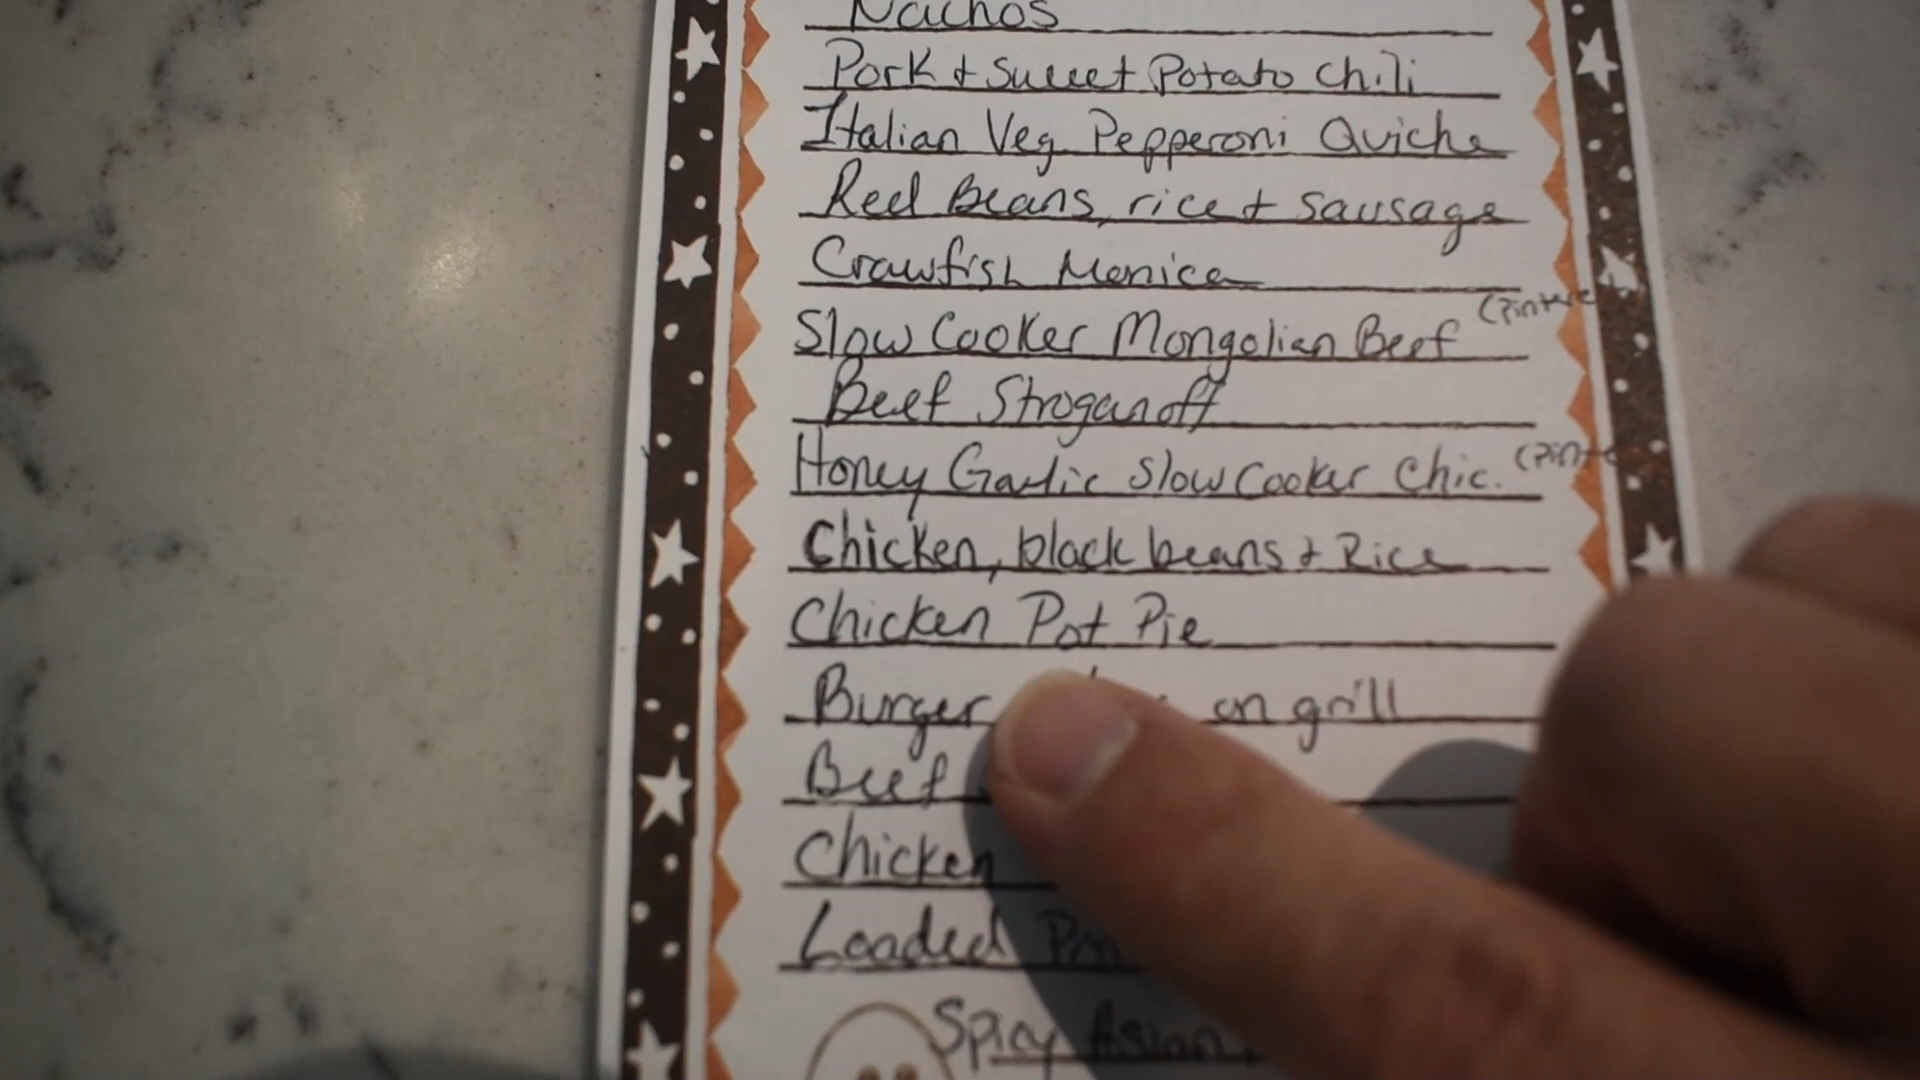 Nachos
Pork + Sweet Potato Chili
Italian Veg Pepperoni Quiche
Red Beans, rice + Sausage
Crawfish Monica
Slow Cooker Mongolian Beef
Beef Stroganoff
Honey Garlic Slow Cooker Chic.
Chicken, black beans + Rice
Chicken Pot Pie
Burger on grill
Beef
Chicken
Loaded
Spicy Asian